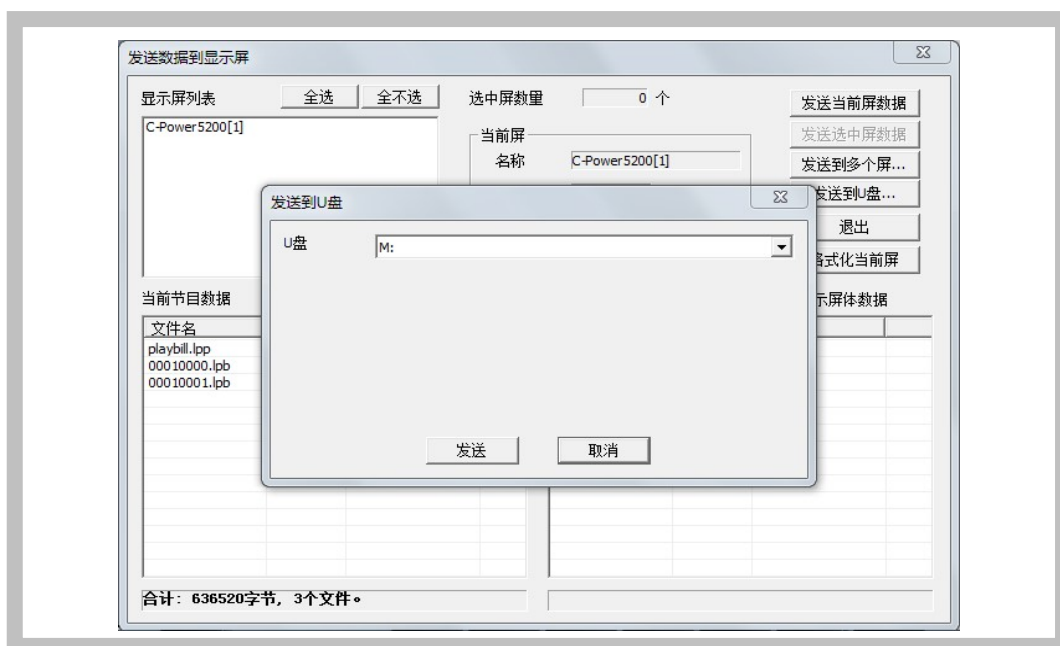 发送数据到显示屏
显示屏列表 全选 全不选 选中屏数量 0 个 发送当前屏数据
C-Power5200[1] 当前屏 发送选中屏数据
名称 C-Power5200[1] 发送到多个屏...
发送到U盘 发送到U盘...
U盘 M: 退出
格式化当前屏
当前节目数据 示屏体数据
文件名
playbill.lpp
00010000.lpb
00010001.lpb
发送 取消
合计: 636520字节, 3个文件。